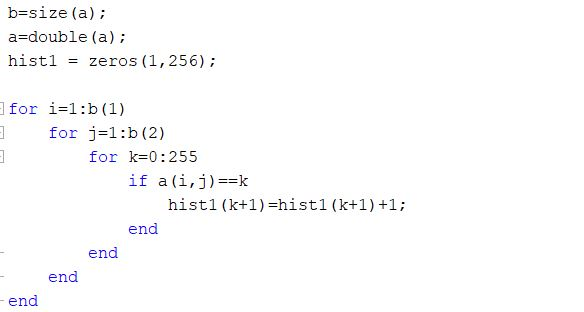 b=size(a);
a=double(a);
hist1 = zeros(1,256);
for i=1:b(1)
for j=1:b(2)
for k=0:255
if a(i,j)==k
hist1(k+1)=hist1(k+1)+1;
end
end
end
end